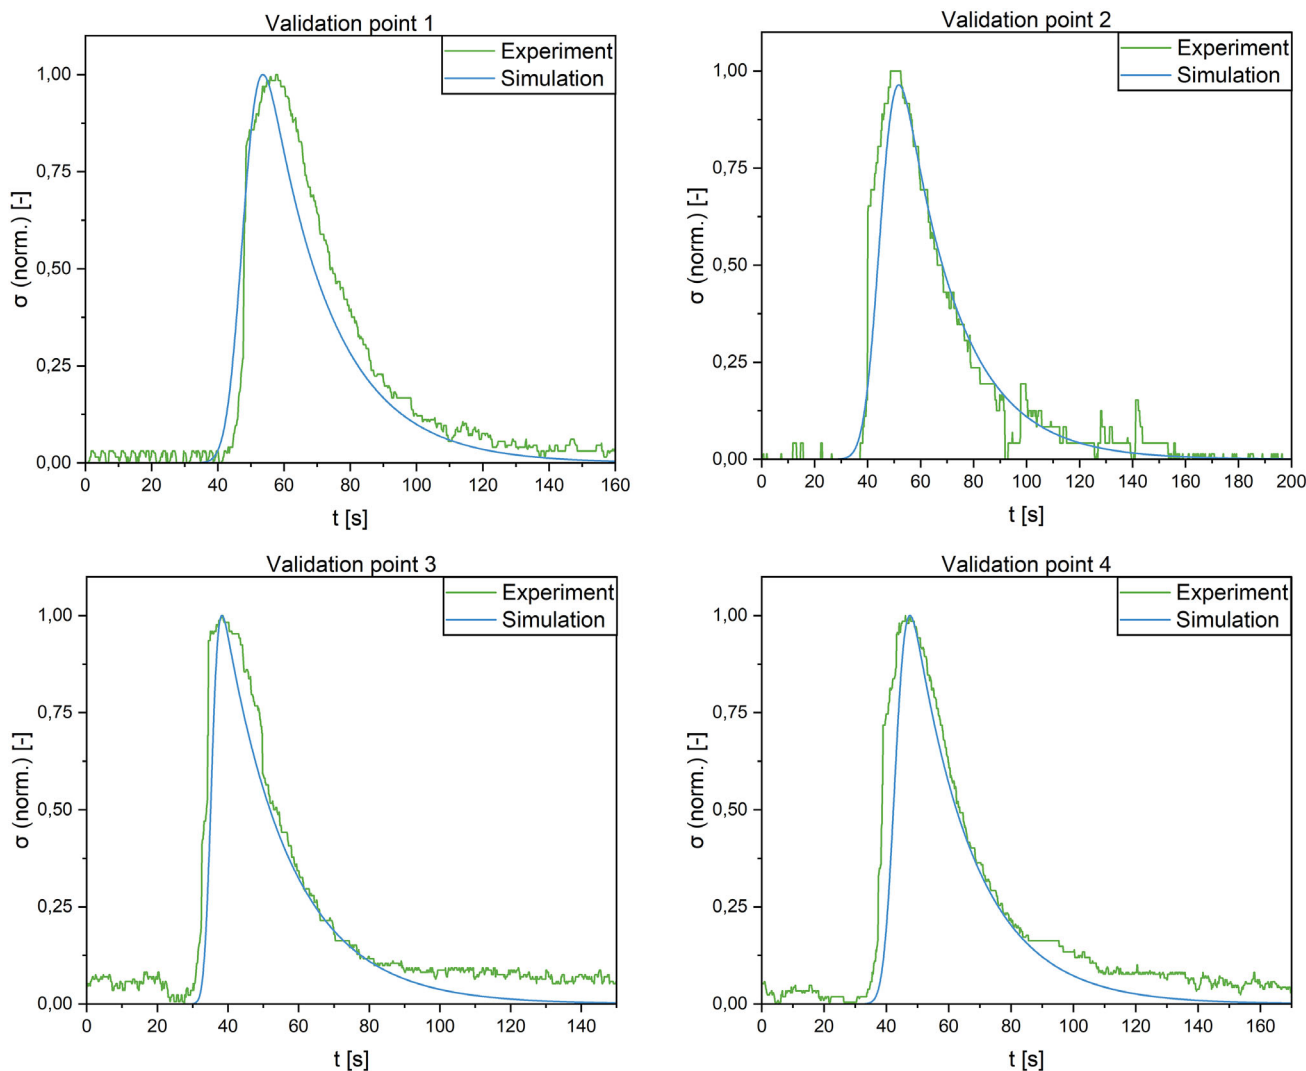 Validation point 1
Experiment
Simulation
1,00
0,75
0,50
0,25
0,00
σ (norm.) [-]
0 20 40 60 80 100 120 140 160
t [s]
Validation point 2
Experiment
Simulation
1,00
0,75
0,50
0,25
0,00
σ (norm.) [-]
0 20 40 60 80 100 120 140 160 180 200
t [s]
Validation point 3
Experiment
Simulation
1,00
0,75
0,50
0,25
0,00
σ (norm.) [-]
0 20 40 60 80 100 120 140
t [s]
Validation point 4
Experiment
Simulation
1,00
0,75
0,50
0,25
0,00
σ (norm.) [-]
0 20 40 60 80 100 120 140 160
t [s]